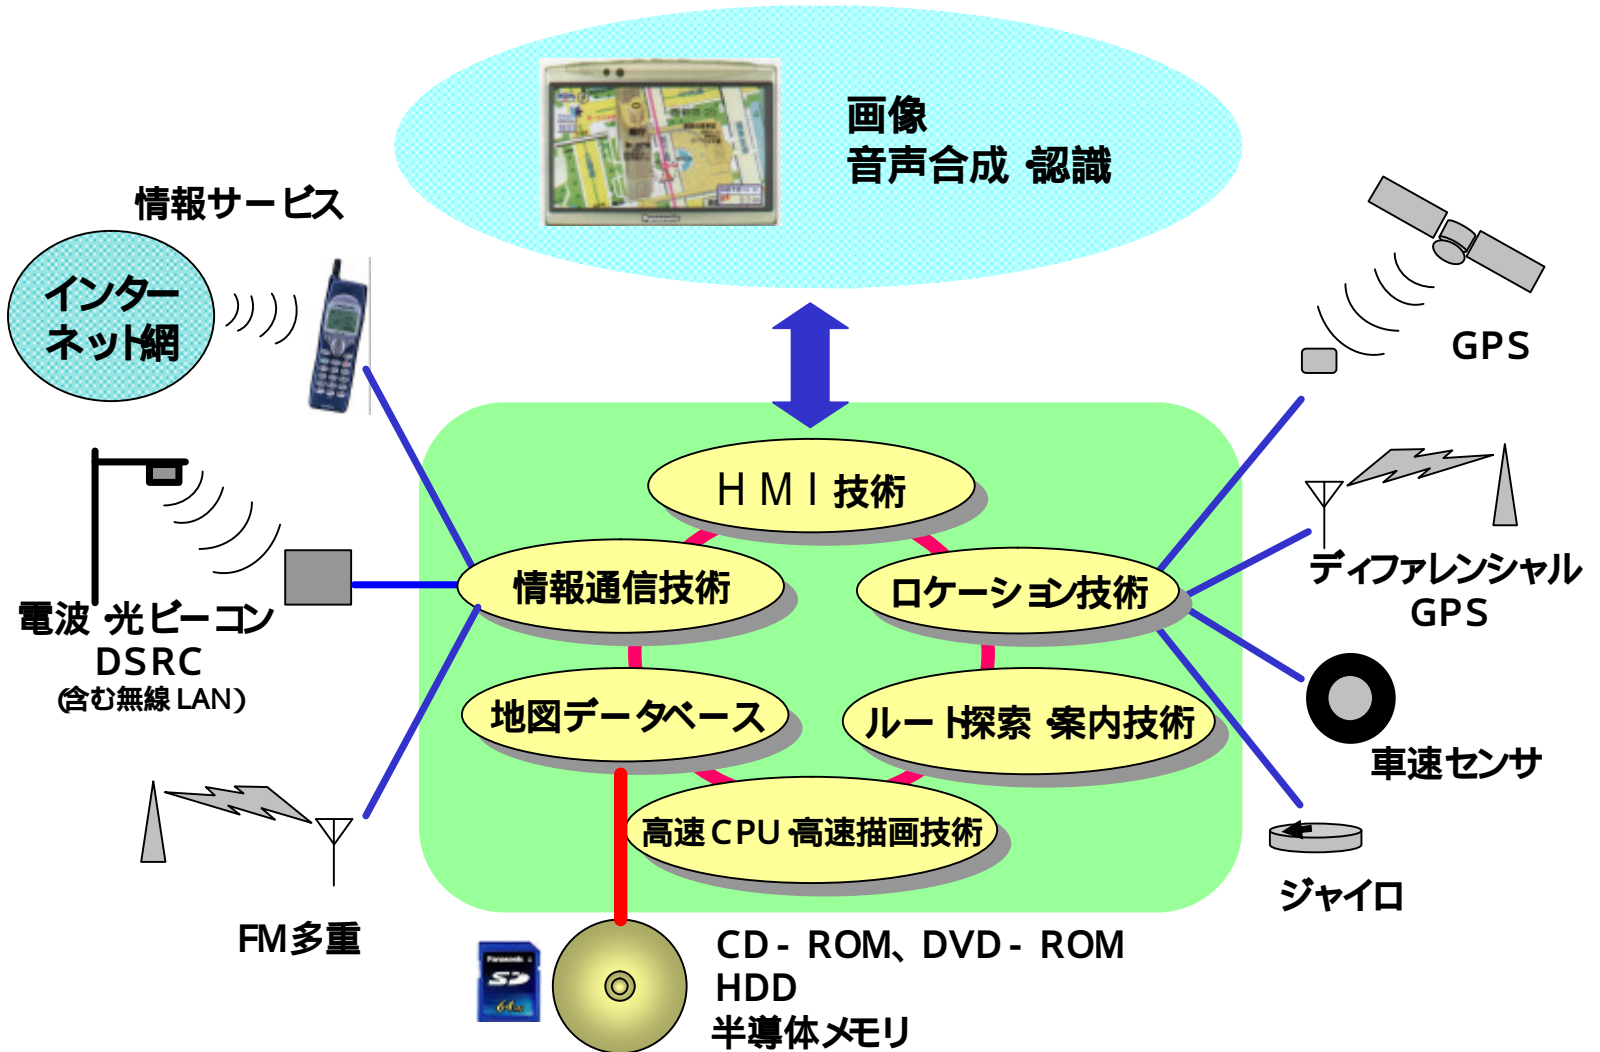 画像
音声合成・認識
情報サービス
インター
ネット網
GPS
HMI技術
情報通信技術
ロケーション技術
ディファレンシャル
GPS
電波・光ビーコン
DSRC
(含む無線LAN)
地図データベース
ルート探索・案内技術
車速センサ
高速CPU・高速描画技術
ジャイロ
FM多重
CD-ROM、DVD-ROM
HDD
半導体メモリ
Panasonic
SD
64MB